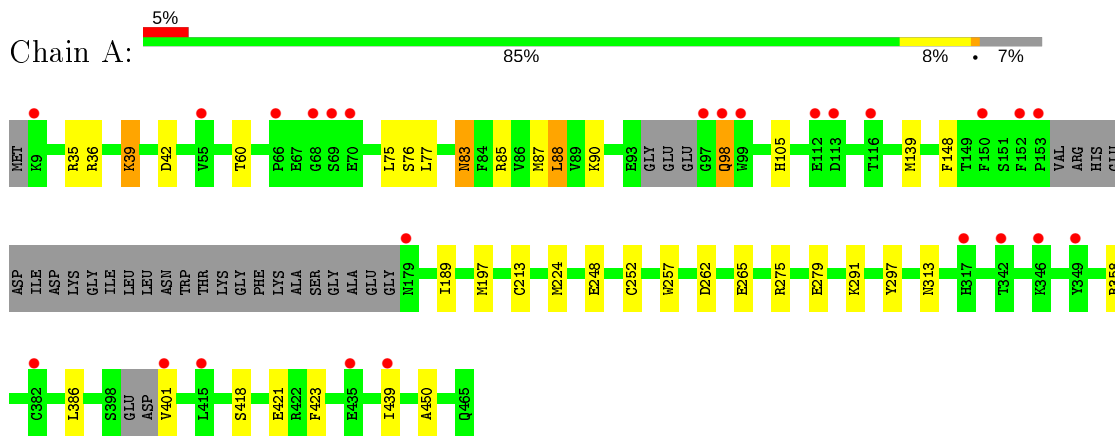 5%
Chain A:
85% 8% • 7%
MET K9 R35 R36 K39 D42 V55 T60 P66 E67 G68 S69 E70 L75 S76 L77 N83 F84 R85 V86 M87 L88 V89 K90 E93 GLY GLU GLU G97 Q98 W99 H105 E112 D113 T116 M139 F148 T149 F150 S151 F152 P153 VAL ARG HIS
ASP ILE ASP LYS GLY ILE LEU LEU ASN TRP THR LYS GLY PHE LYS ALA SER GLY ALA GLU GLY N179 I189 M197 C213 M224 E248 C252 W257 D262 E265 R275 E279 K291 Y297 N313 H317 T342 K346 Y349
C382 L386 S398 GLU ASP V401 L415 S418 E421 R422 F423 E435 I439 A450 Q465